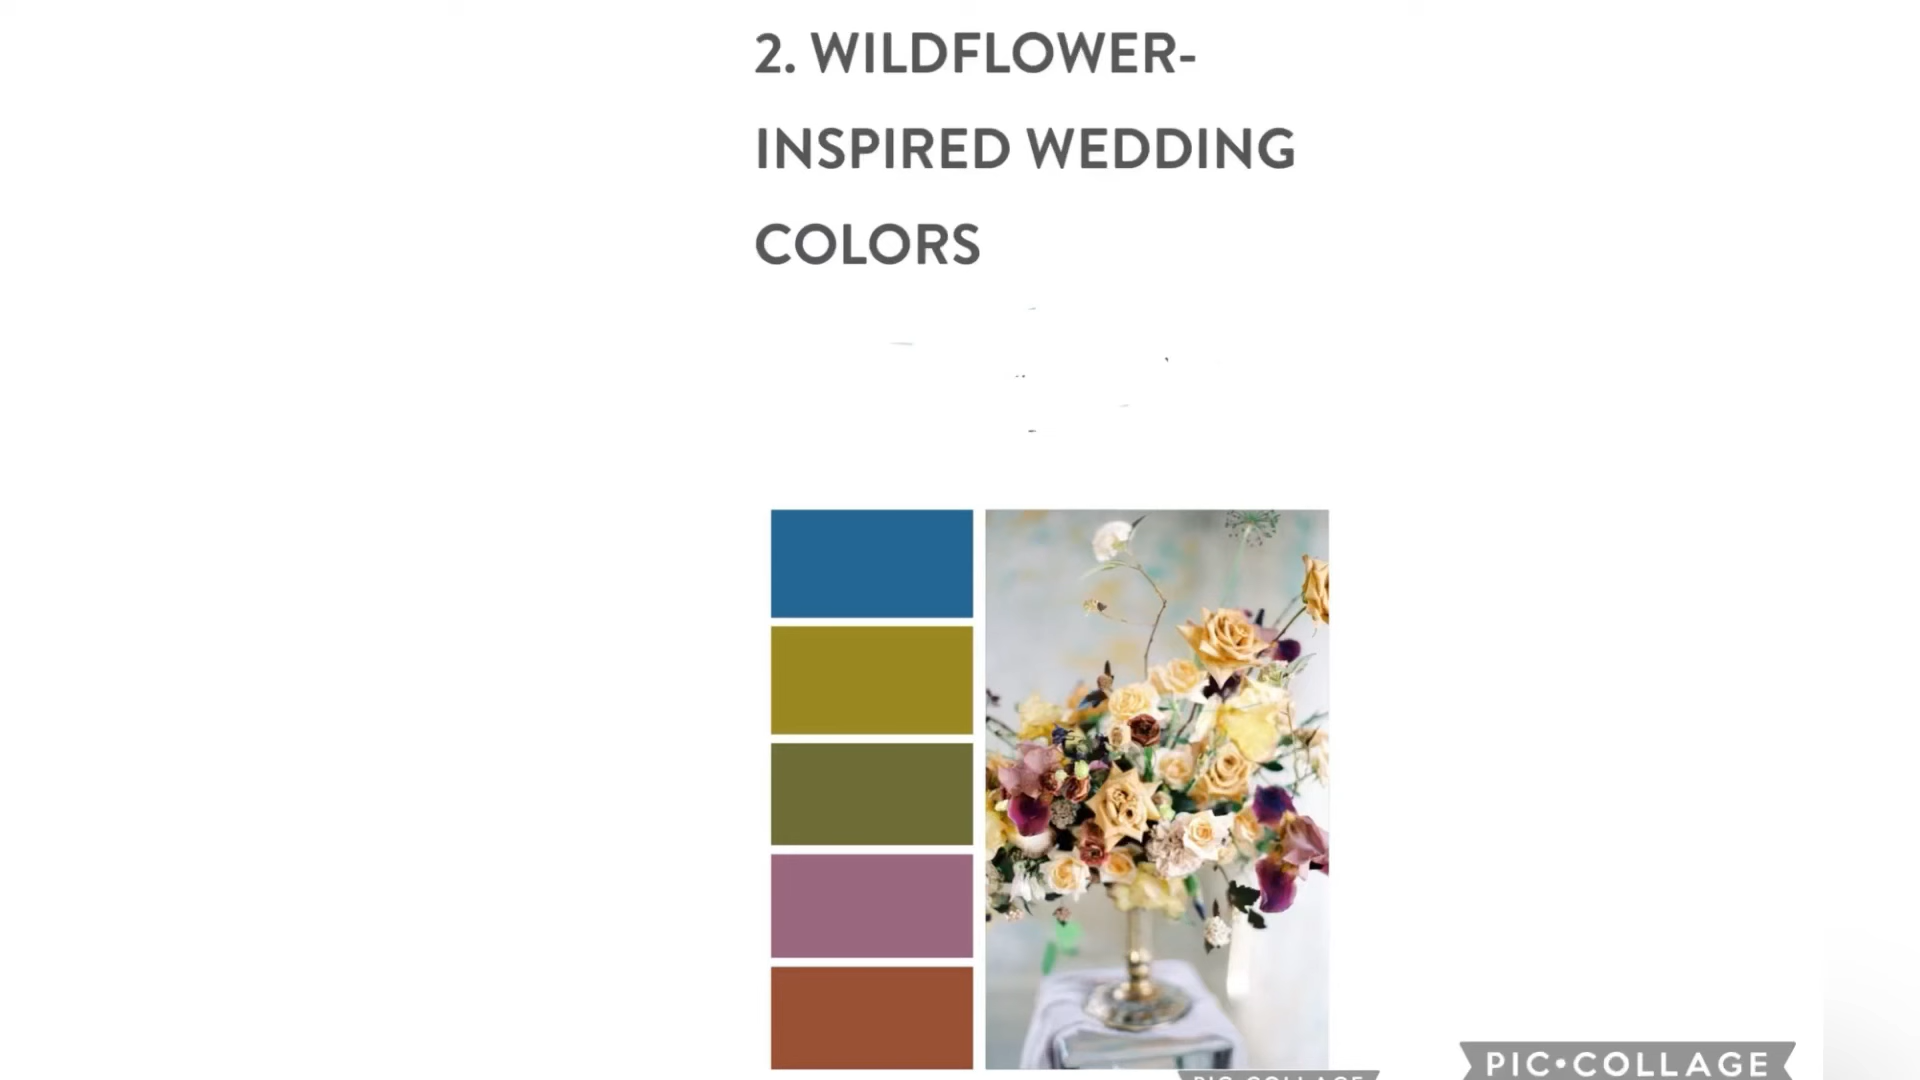 2. WILDFLOWER-
INSPIRED WEDDING
COLORS
PIC•COLLAGE